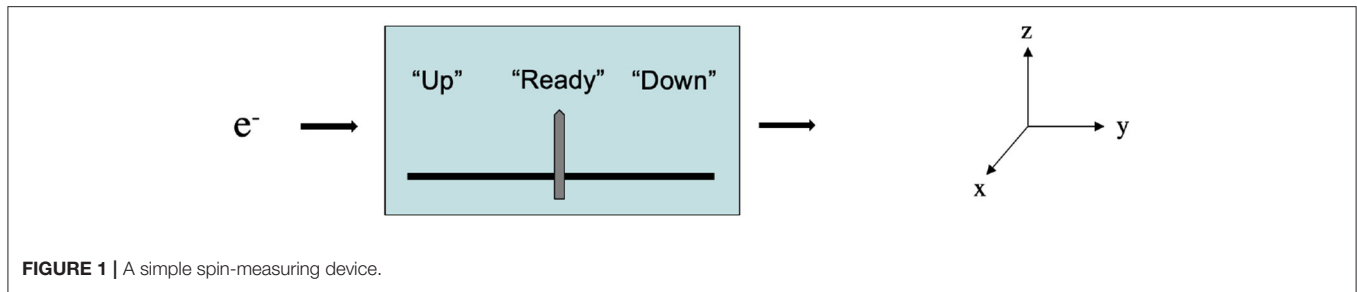 z
“Up” “Ready” “Down”
e- y
x
FIGURE 1 | A simple spin-measuring device.